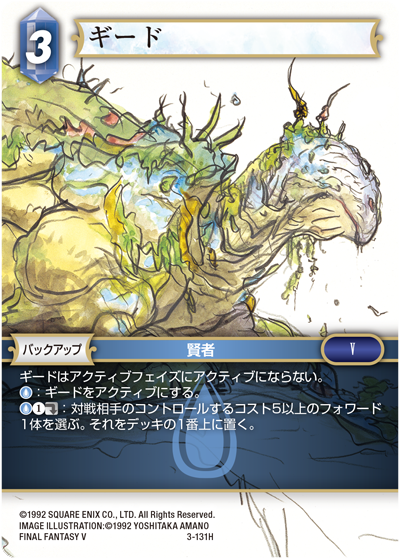 3
ギード
バックアップ
賢者
V
ギードはアクティブフェイズにアクティブにならない。
：ギードをアクティブにする。
1：対戦相手のコントロールするコスト5以上のフォワード
1体を選ぶ。それをデッキの1番上に置く。
©1992 SQUARE ENIX CO., LTD. All Rights Reserved.
IMAGE ILLUSTRATION:©1992 YOSHITAKA AMANO
FINAL FANTASY V
3-131H